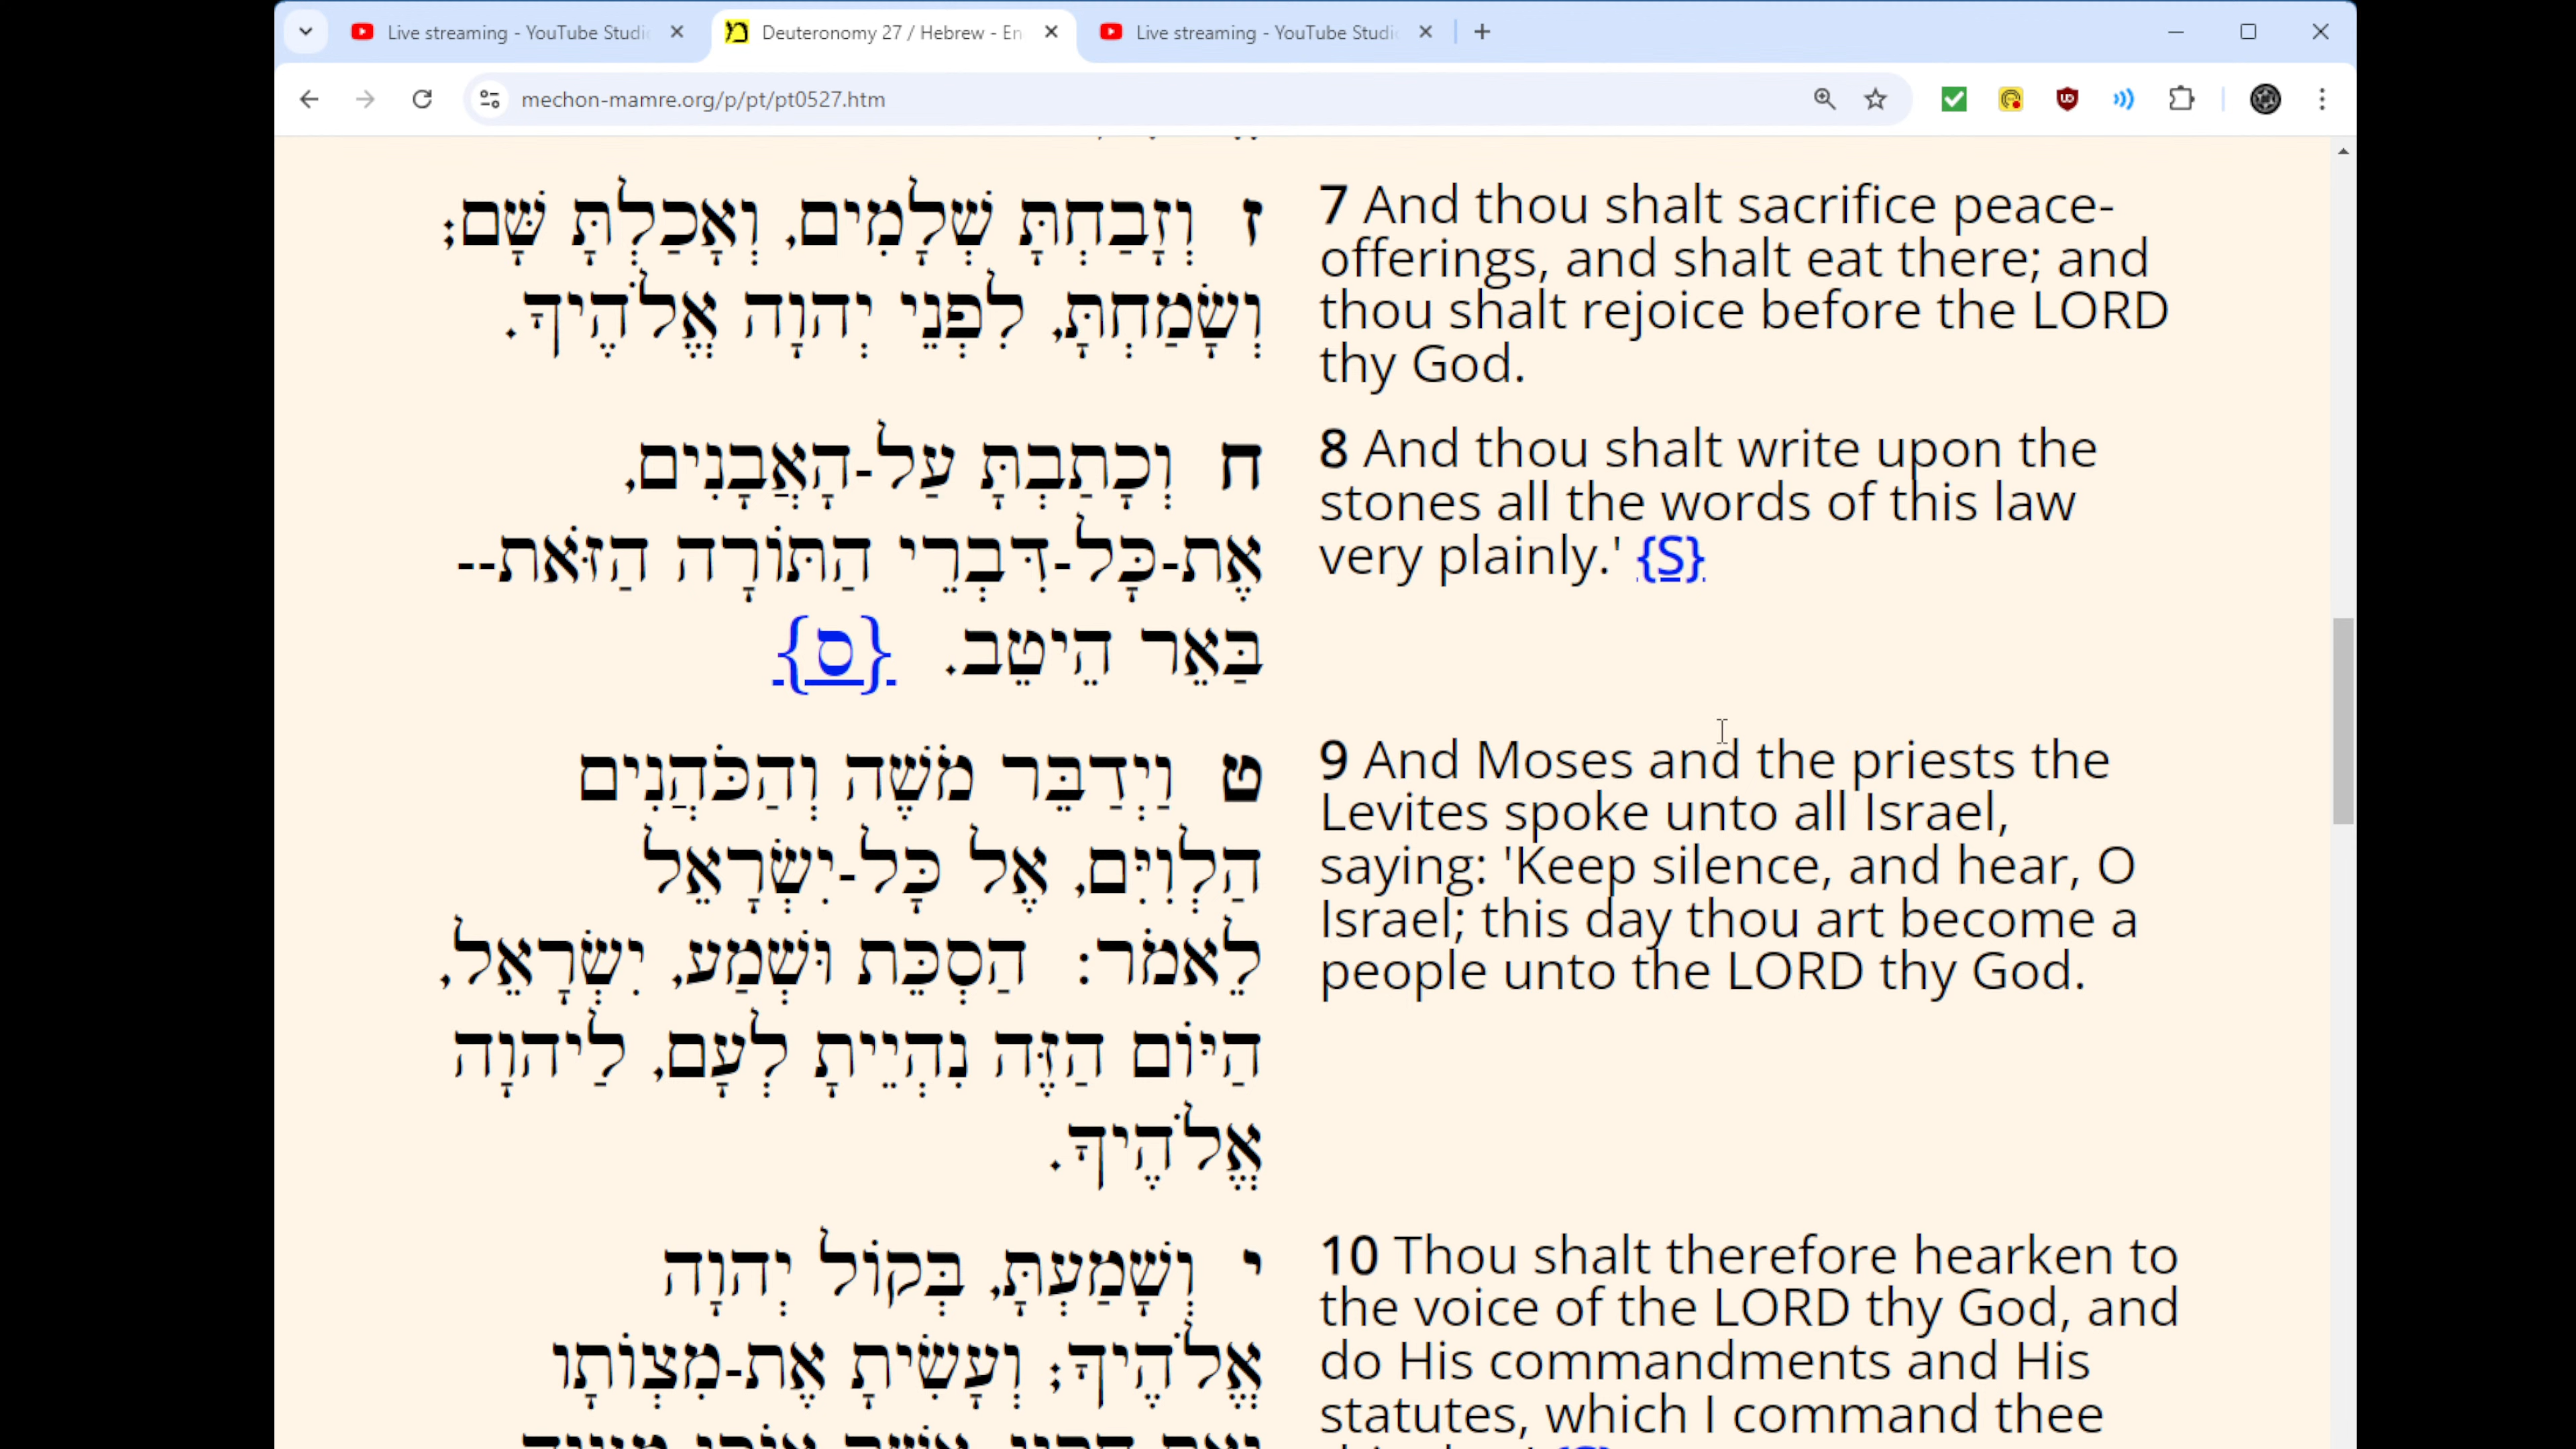 Live streaming - YouTube Studi
Deuteronomy 27 / Hebrew - En
Live streaming - YouTube Studi
mechon-mamre.org/p/pt/pt0527.htm
ז וְזָבַחְתָּ שְׁלָמִים, וְאָכַלְתָּ שָּׁם;
וְשָׂמַחְתָּ, לִפְנֵי יְהוָה אֱלֹהֶיךָ.
7 And thou shalt sacrifice peace-
offerings, and shalt eat there; and
thou shalt rejoice before the LORD
thy God.
ח וְכָתַבְתָּ עַל-הָאֲבָנִים,
אֶת-כָּל-דִּבְרֵי הַתּוֹרָה הַזֹּאת--
בַּאֵר הֵיטֵב. {ס}
8 And thou shalt write upon the
stones all the words of this law
very plainly.' {S}
ט וַיְדַבֵּר מֹשֶׁה וְהַכֹּהֲנִים
הַלְוִיִּם, אֶל כָּל-יִשְׂרָאֵל
לֵאמֹר: הַסְכֵּת וּשְׁמַע, יִשְׂרָאֵל,
הַיּוֹם הַזֶּה נִהְיֵיתָ לְעָם, לַיהוָה
אֱלֹהֶיךָ.
9 And Moses and the priests the
Levites spoke unto all Israel,
saying: 'Keep silence, and hear, O
Israel; this day thou art become a
people unto the LORD thy God.
י וְשָׁמַעְתָּ, בְּקוֹל יְהוָה
אֱלֹהֶיךָ; וְעָשִׂיתָ אֶת-מִצְוֺתָו
10 Thou shalt therefore hearken to
the voice of the LORD thy God, and
do His commandments and His
statutes, which I command thee